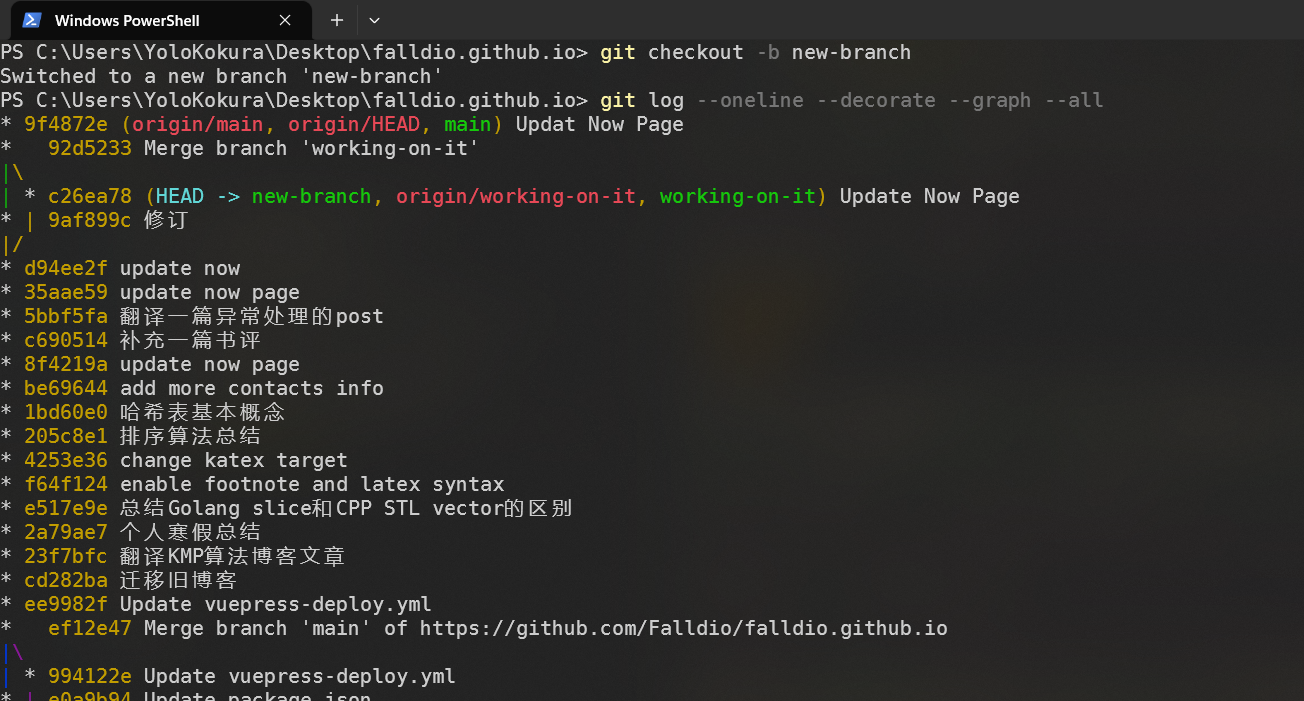 Windows PowerShell
PS C:\Users\YoloKokura\Desktop\falldio.github.io> git checkout -b new-branch
Switched to a new branch 'new-branch'
PS C:\Users\YoloKokura\Desktop\falldio.github.io> git log --oneline --decorate --graph --all
* 9f4872e (origin/main, origin/HEAD, main) Updat Now Page
*   92d5233 Merge branch 'working-on-it'
|\
| * c26ea78 (HEAD -> new-branch, origin/working-on-it, working-on-it) Update Now Page
* | 9af899c 修订
|/
* d94ee2f update now
* 35aae59 update now page
* 5bbf5fa 翻译一篇异常处理的post
* c690514 补充一篇书评
* 8f4219a update now page
* be69644 add more contacts info
* 1bd60e0 哈希表基本概念
* 205c8e1 排序算法总结
* 4253e36 change katex target
* f64f124 enable footnote and latex syntax
* e517e9e 总结Golang slice和CPP STL vector的区别
* 2a79ae7 个人寒假总结
* 23f7bfc 翻译KMP算法博客文章
* cd282ba 迁移旧博客
* ee9982f Update vuepress-deploy.yml
*   ef12e47 Merge branch 'main' of https://github.com/Falldio/falldio.github.io
|\
| * 994122e Update vuepress-deploy.yml
* | e0a9b94 Update package.json